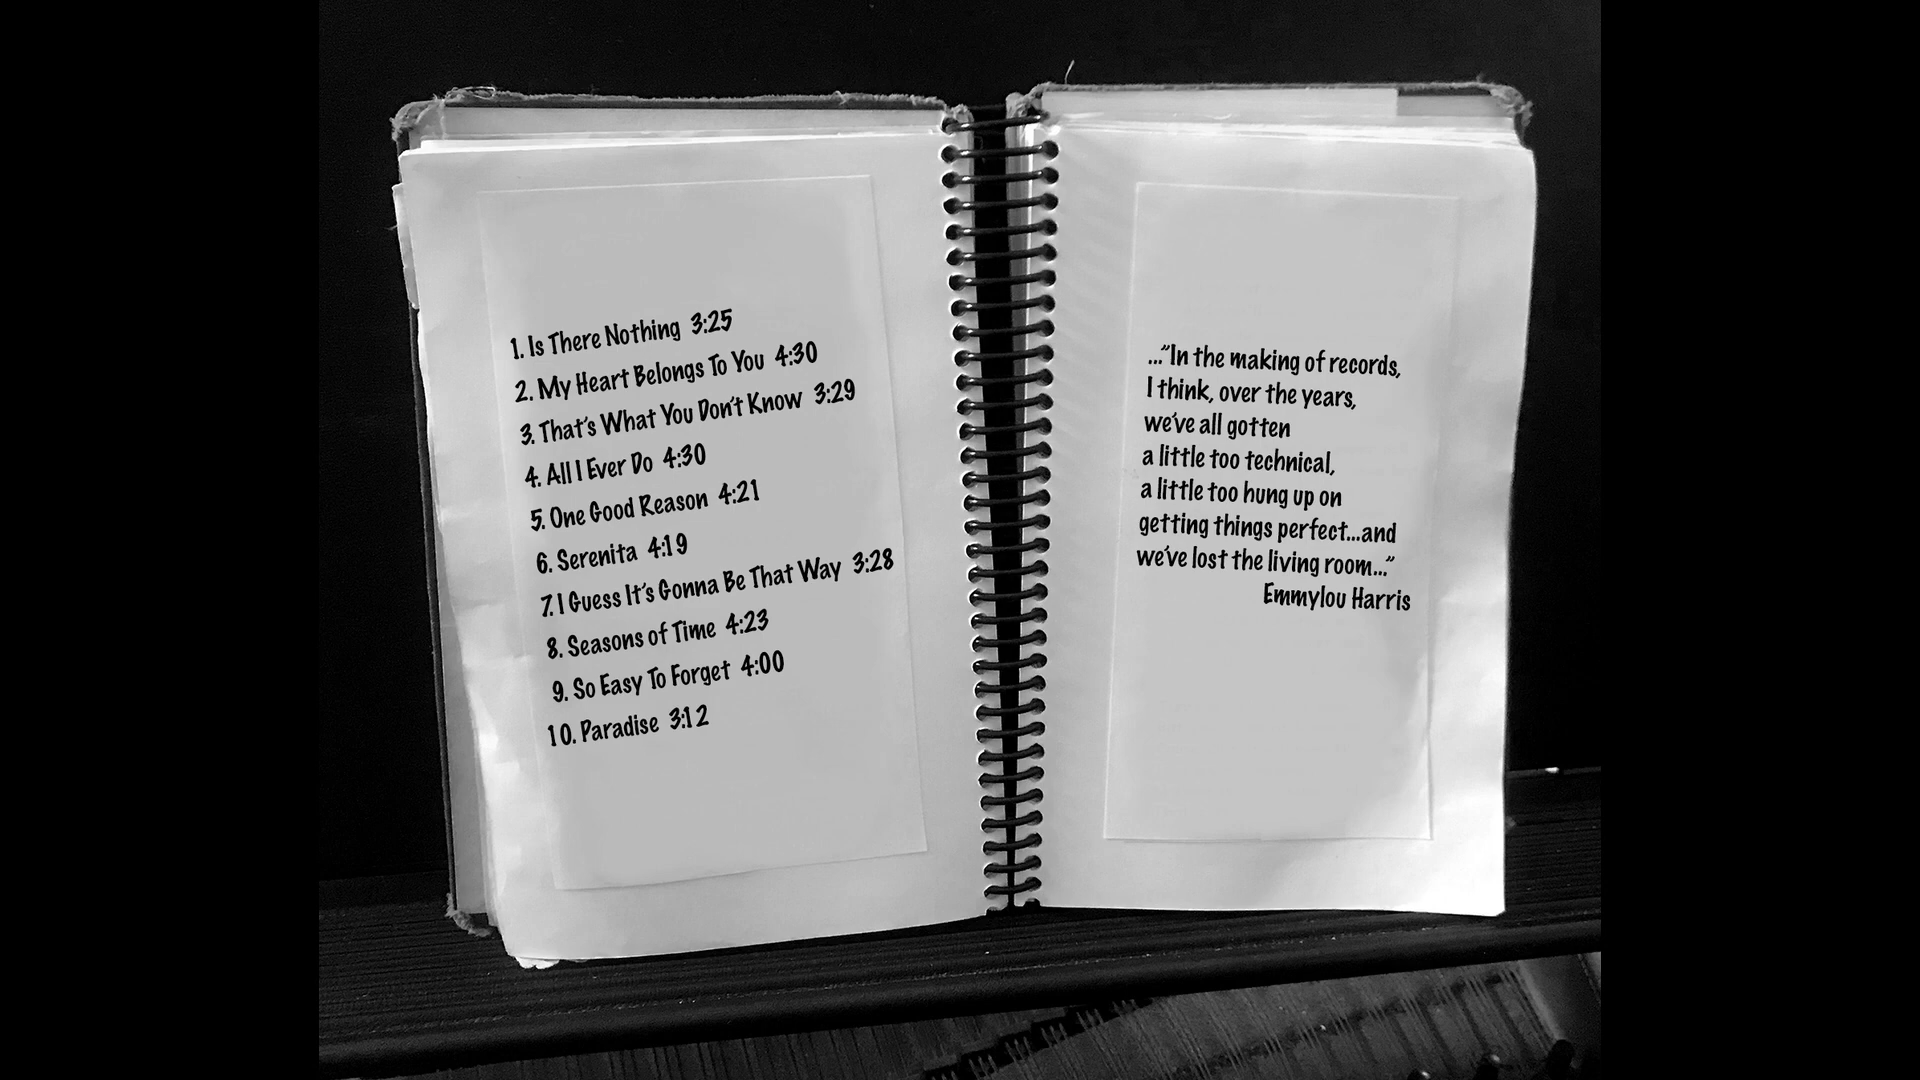 1. Is There Nothing 3:25
2. My Heart Belongs To You 4:30
3. That's What You Don't Know 3:29
4. All I Ever Do 4:30
5. One Good Reason 4:21
6. Serenita 4:19
7. I Guess It's Gonna Be That Way 3:28
8. Seasons of Time 4:23
9. So Easy To Forget 4:00
10. Paradise 3:12
..."In the making of records,
I think, over the years,
we've all gotten
a little too technical,
a little too hung up on
getting things perfect...and
we've lost the living room..."
Emmylou Harris